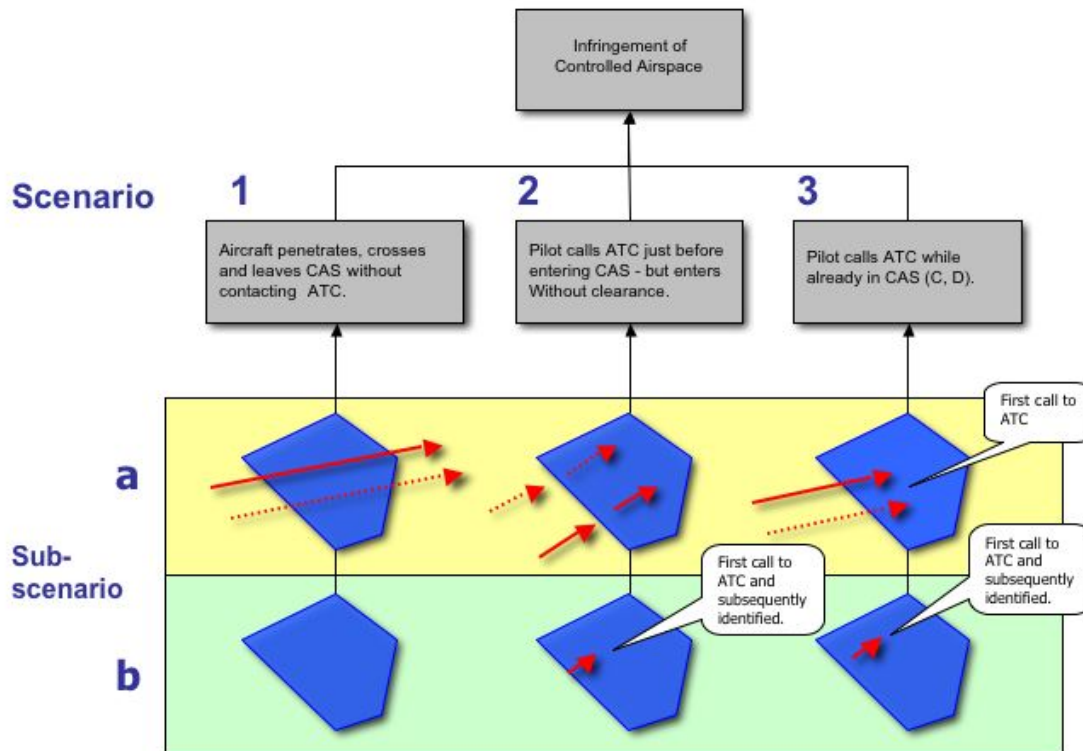 Infringement of
Controlled Airspace
Scenario
1
2
3
Aircraft penetrates, crosses
and leaves CAS without
contacting ATC.
Pilot calls ATC just before
entering CAS - but enters
Without clearance.
Pilot calls ATC while
already in CAS (C, D).
a
First call to
ATC
Sub-
scenario
First call to
ATC and
subsequently
identified.
First call to
ATC and
subsequently
identified.
b